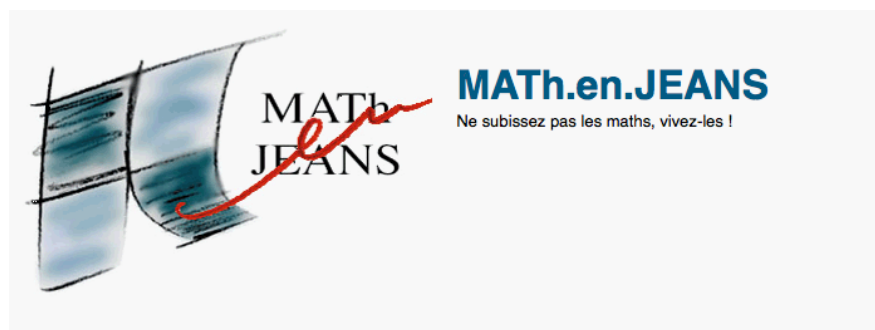 MATh
en
JEANS
MATh.en.JEANS
Ne subissez pas les maths, vivez-les !